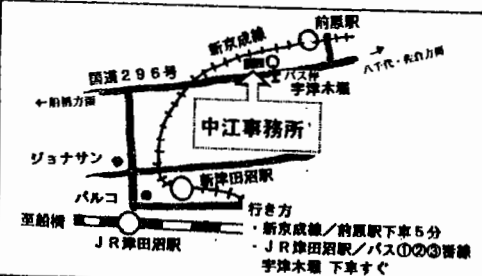 前原駅
新京成線
八千代・佐倉方面
国道296号
バス停
宇津木堀
←船橋方面
中江事務所
ジョナサン
新津田沼駅
パルコ
行き方
至船橋
・新京成線／前原駅下車5分
・JR津田沼駅／バス①②③番線
JR津田沼駅
宇津木堀 下車すぐ